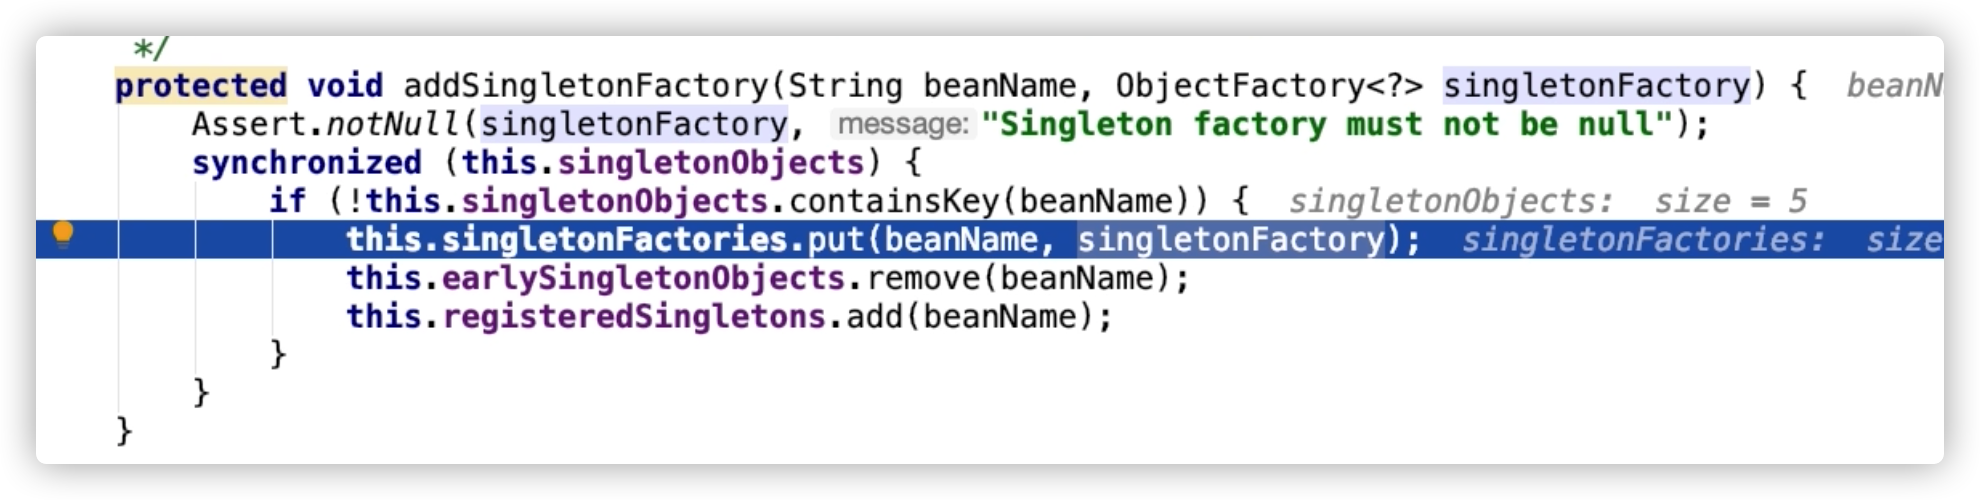 */
protected void addSingletonFactory(String beanName, ObjectFactory<?> singletonFactory) { beanN
Assert.notNull(singletonFactory, message: "Singleton factory must not be null");
synchronized (this.singletonObjects) {
if (!this.singletonObjects.containsKey(beanName)) { singletonObjects: size = 5
this.singletonFactories.put(beanName, singletonFactory); singletonFactories: size
this.earlySingletonObjects.remove(beanName);
this.registeredSingletons.add(beanName);
}
}
}